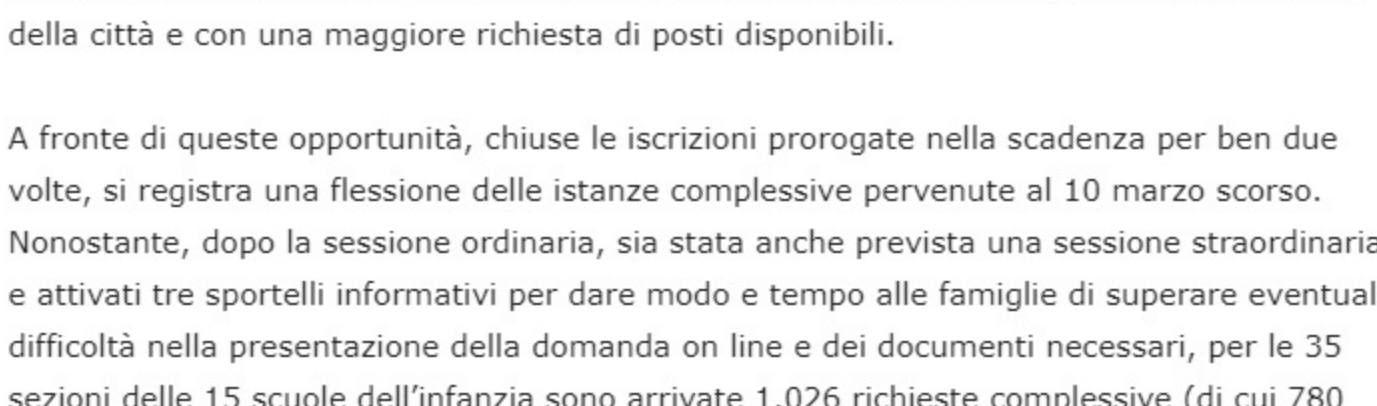 della città e con una maggiore richiesta di posti disponibili.
A fronte di queste opportunità, chiuse le iscrizioni prorogate nella scadenza per ben due
volte, si registra una flessione delle istanze complessive pervenute al 10 marzo scorso.
Nonostante, dopo la sessione ordinaria, sia stata anche prevista una sessione straordinaria
e attivati tre sportelli informativi per dare modo e tempo alle famiglie di superare eventual
difficoltà nella presentazione della domanda on line e dei documenti necessari, per le 35
sezioni delle 15 scuole dell'infanzia sono arrivate 1.026 richieste complessive (di cui 780